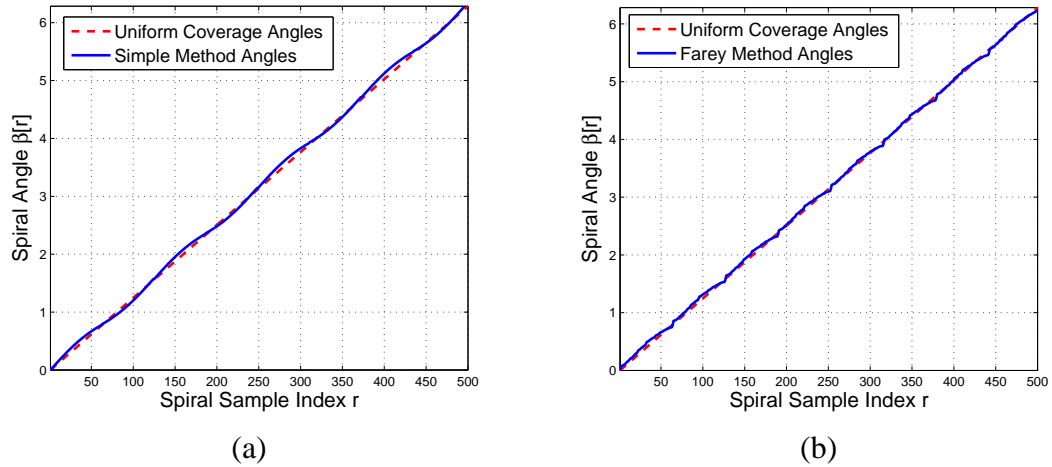 6
5
4
3
2
1
0
Spiral Angle β[r]
Uniform Coverage Angles
Simple Method Angles
50 100 150 200 250 300 350 400 450 500
Spiral Sample Index r
(a)
6
5
4
3
2
1
0
Spiral Angle β[r]
Uniform Coverage Angles
Farey Method Angles
50 100 150 200 250 300 350 400 450 500
Spiral Sample Index r
(b)